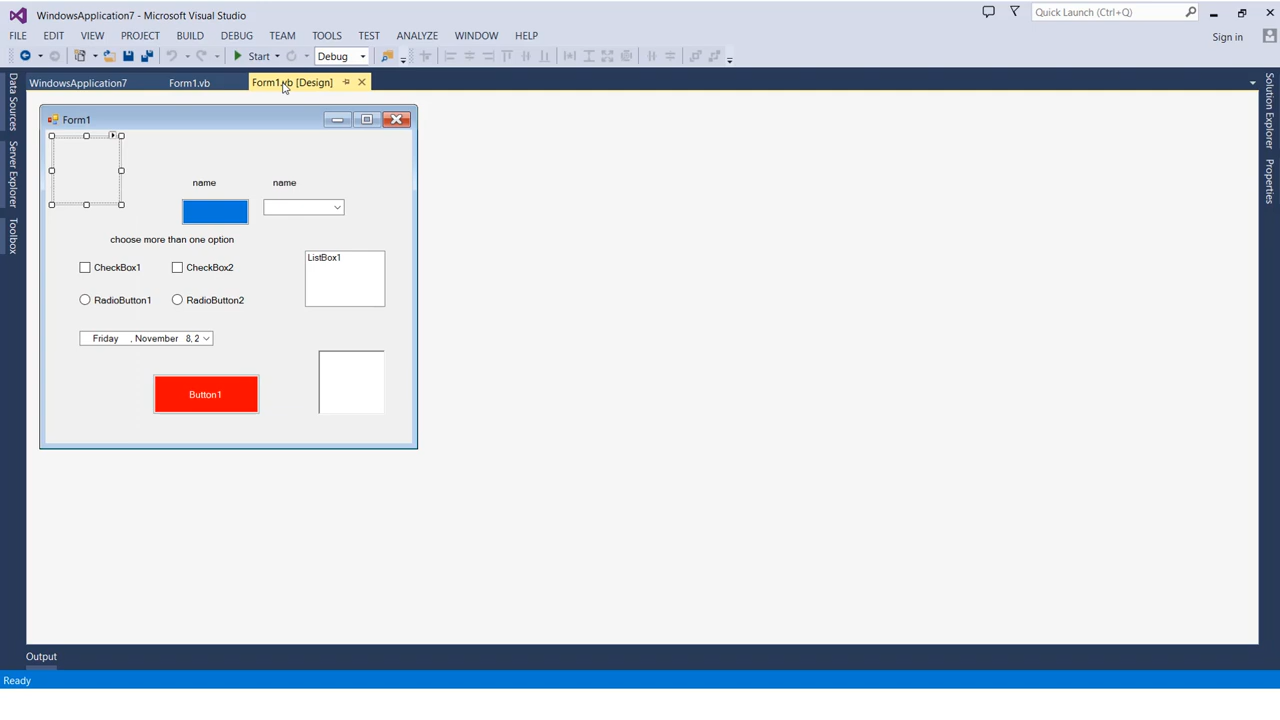 WindowsApplication7 - Microsoft Visual Studio
Quick Launch (Ctrl+Q)
FILE EDIT VIEW PROJECT BUILD DEBUG TEAM TOOLS TEST ANALYZE WINDOW HELP
Sign in
Start Debug
WindowsApplication7 Form1.vb Form1.vb [Design]
Data Sources
Server Explorer
Toolbox
Solution Explorer
Properties
Form1
name name
choose more than one option
CheckBox1 CheckBox2
ListBox1
RadioButton1 RadioButton2
Friday , November 8, 2
Button1
Output
Ready